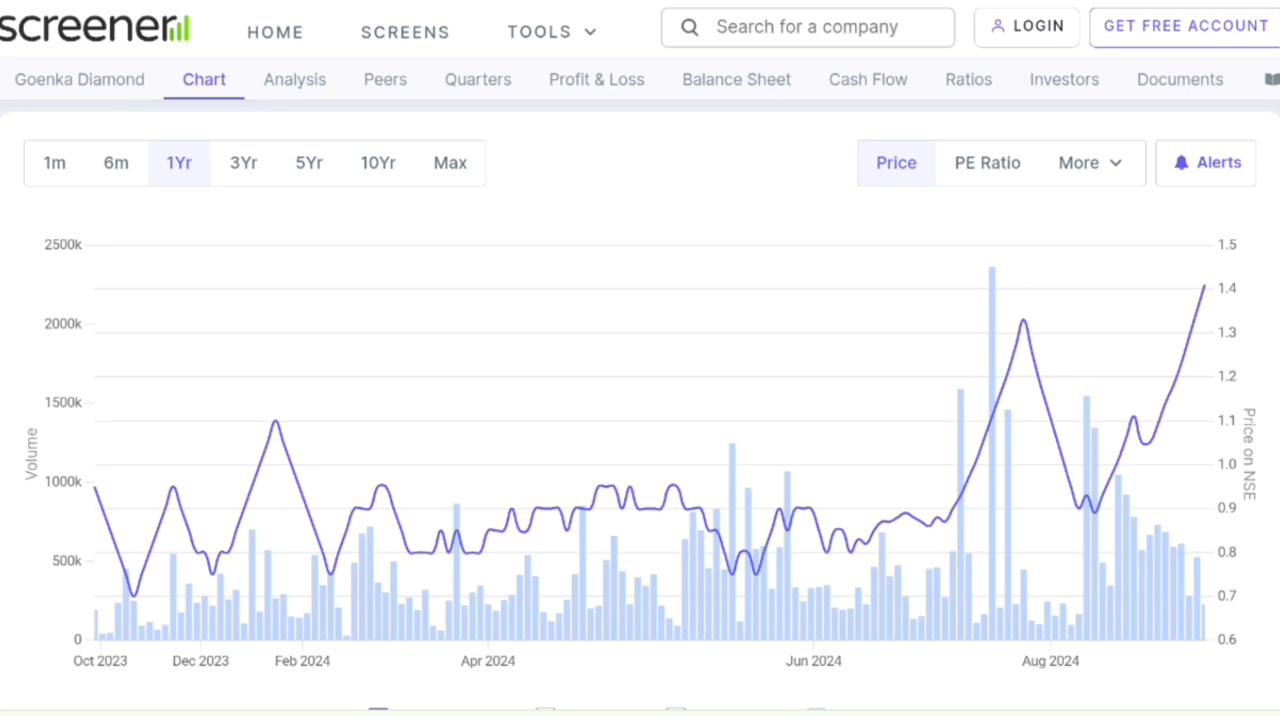 screener HOME SCREENS TOOLS Search for a company LOGIN GET FREE ACCOUNT
Goenka Diamond Chart Analysis Peers Quarters Profit & Loss Balance Sheet Cash Flow Ratios Investors Documents
1m 6m 1Yr 3Yr 5Yr 10Yr Max Price PE Ratio More Alerts
2500k 1.5
1.4
2000k 1.3
1.2
1500k 1.1
Volume Price on NSE
1.0
1000k 0.9
500k 0.8
0.7
0 0.6
Oct 2023 Dec 2023 Feb 2024 Apr 2024 Jun 2024 Aug 2024